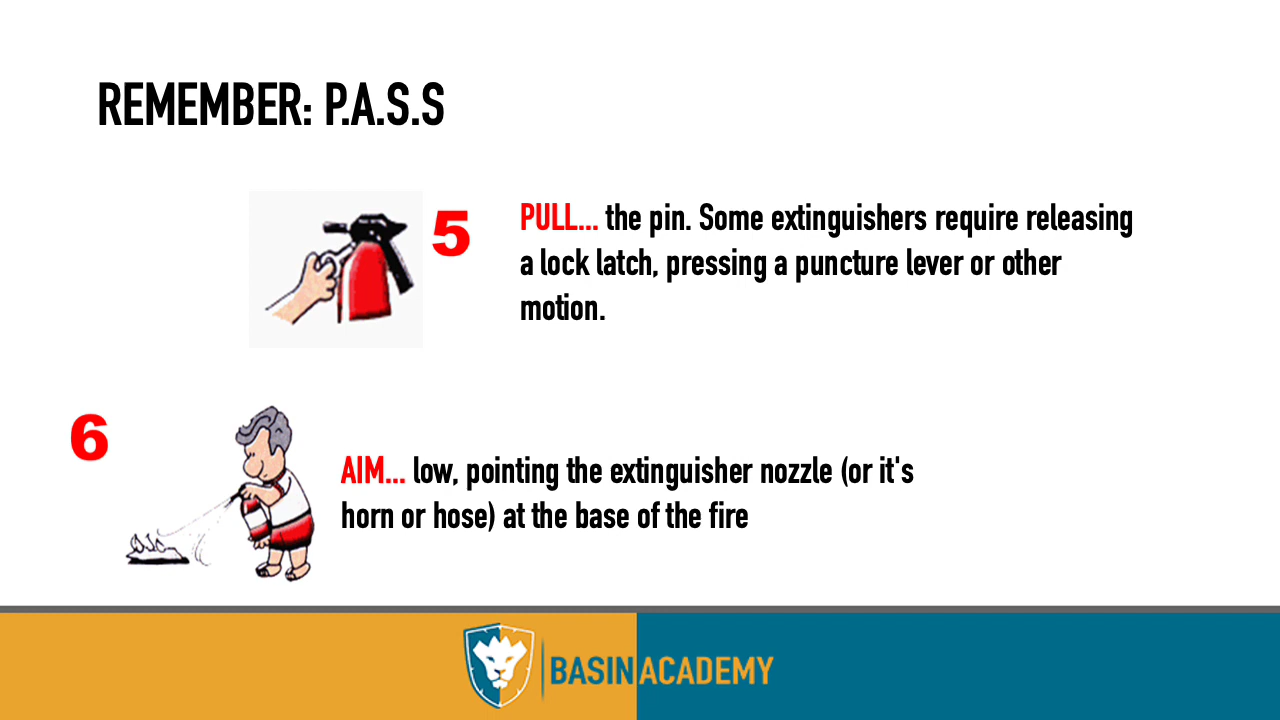 REMEMBER: P.A.S.S
5
PULL... the pin. Some extinguishers require releasing
a lock latch, pressing a puncture lever or other
motion.
6
AIM... low, pointing the extinguisher nozzle (or it's
horn or hose) at the base of the fire
BASIN ACADEMY